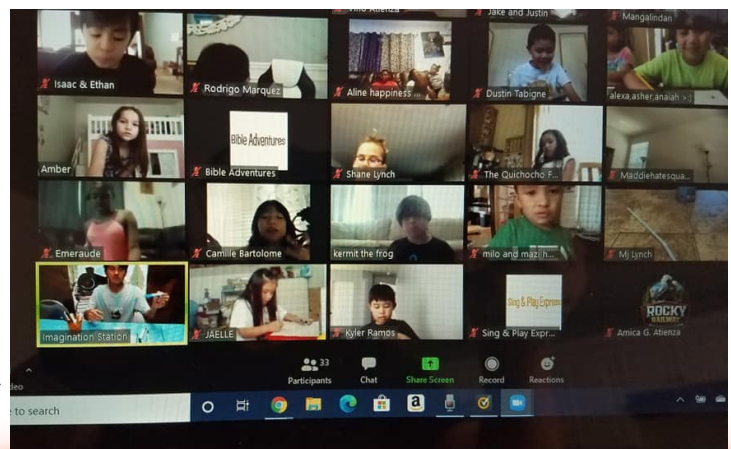 Jake and Justin
Mangalindan
Isaac & Ethan
Rodrigo Marquez
Aline happiness ...
Dustin Tabigne
alexa,asher,anaiah >:)
Amber
Bible Adventures
Bible Adventures
Shane Lynch
The Quichocho F...
Maddiehatesqua...
Emeraude
Camille Bartolome
kermit the frog
milo and mazi h...
Mj Lynch
Imagination Station
JAELLE
Kyler Ramos
Sing & Play Express
Sing & Play Expr...
ROCKY
RAILWAY
Amica G. Atienza
33
Participants
Chat
Share Screen
Record
Reactions
deo
e to search
a